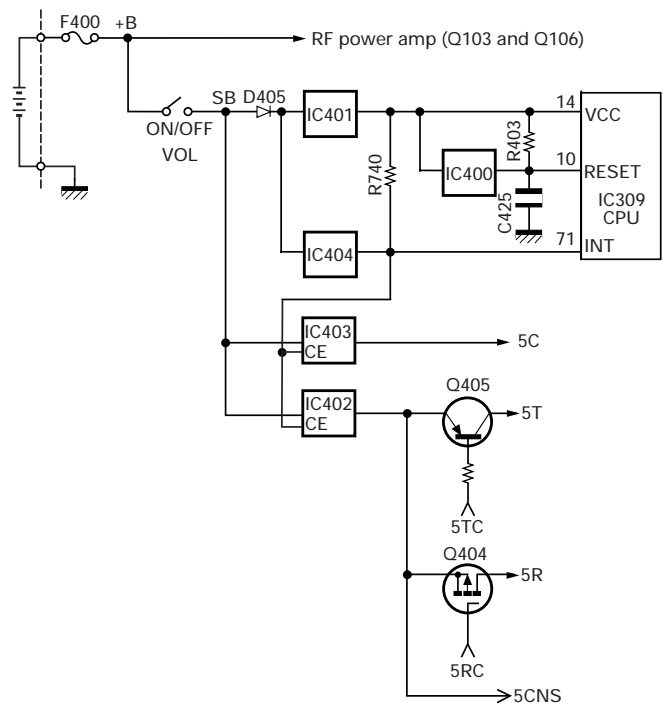 F400
+B
RF power amp (Q103 and Q106)
SB
D405
ON/OFF
VOL
IC401
R740
IC400
R403
C425
14
VCC
10
RESET
IC309
CPU
71
INT
IC404
IC403
CE
5C
IC402
CE
Q405
5T
5TC
Q404
5R
5RC
5CNS